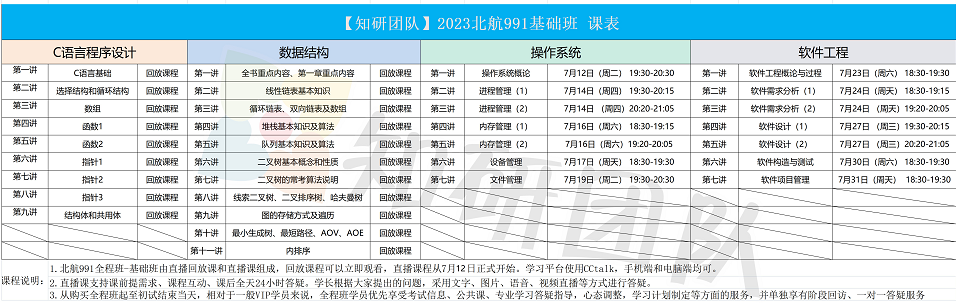 【知研团队】2023北航991基础班 课表
C语言程序设计 数据结构 操作系统 软件工程
第一讲 C语言基础 回放课程 第一讲 全书重点内容、第一章重点内容 回放课程 第一讲 操作系统概论 7月12日（周二） 19:30-20:30 第一讲 软件工程概论与过程 7月23日（周六） 18:30-19:30
第二讲 选择结构和循环结构 回放课程 第二讲 线性链表基本知识 回放课程 第二讲 进程管理（1） 7月14日（周四） 19:30-20:15 第二讲 软件需求分析（1） 7月24日（周天） 18:30-19:15
第三讲 数组 回放课程 第三讲 循环链表、双向链表及数组 回放课程 第三讲 进程管理（2） 7月14日（周四） 20:20-21:05 第三讲 软件需求分析（2） 7月24日（周天） 19:20-20:05
第四讲 函数1 回放课程 第四讲 堆栈基本知识及算法 回放课程 第四讲 内存管理（1） 7月16日（周六） 18:30-19:15 第四讲 软件设计（1） 7月27日（周三） 19:30-20:15
第五讲 函数2 回放课程 第五讲 队列基本知识及算法 回放课程 第五讲 内存管理（2） 7月16日（周六） 19:20-20:05 第五讲 软件设计（2） 7月27日（周三） 20:20-21:05
第六讲 指针1 回放课程 第六讲 二叉树基本概念和性质 回放课程 第六讲 设备管理 7月17日（周天） 18:30-19:30 第六讲 软件构造与测试 7月30日（周六） 18:30-19:30
第七讲 指针2 回放课程 第七讲 二叉树的常考算法说明 回放课程 第七讲 文件管理 7月19日（周二） 19:30-20:30 第七讲 软件项目管理 7月31日（周天） 18:30-19:30
第八讲 指针3 回放课程 第八讲 线索二叉树、二叉排序树、哈夫曼树 回放课程
第九讲 结构体和共用体 回放课程 第九讲 图的存储方式及遍历 回放课程
第十讲 最小生成树、最短路径、AOV、AOE 回放课程
第十一讲 内排序 回放课程
课程说明：
1. 北航991全程班-基础班由直播回放课和直播课组成，回放课程可以立即观看，直播课程从7月12日正式开始，学习平台使用CCtalk，手机端和电脑端均可。
2. 直播课支持课前提需求、课程互动、课后全天24小时答疑。学长根据大家提出的问题，采用文字、图片、语音、视频直播等方式进行答疑。
3. 从购买全程班起至初试结束当天，相对于一般VIP学员来说，全程班学员优先享受考试信息、公共课、专业学习答疑指导，心态调整，学习计划制定等方面的服务，并单独享有阶段回访、一对一答疑服务
知研团队